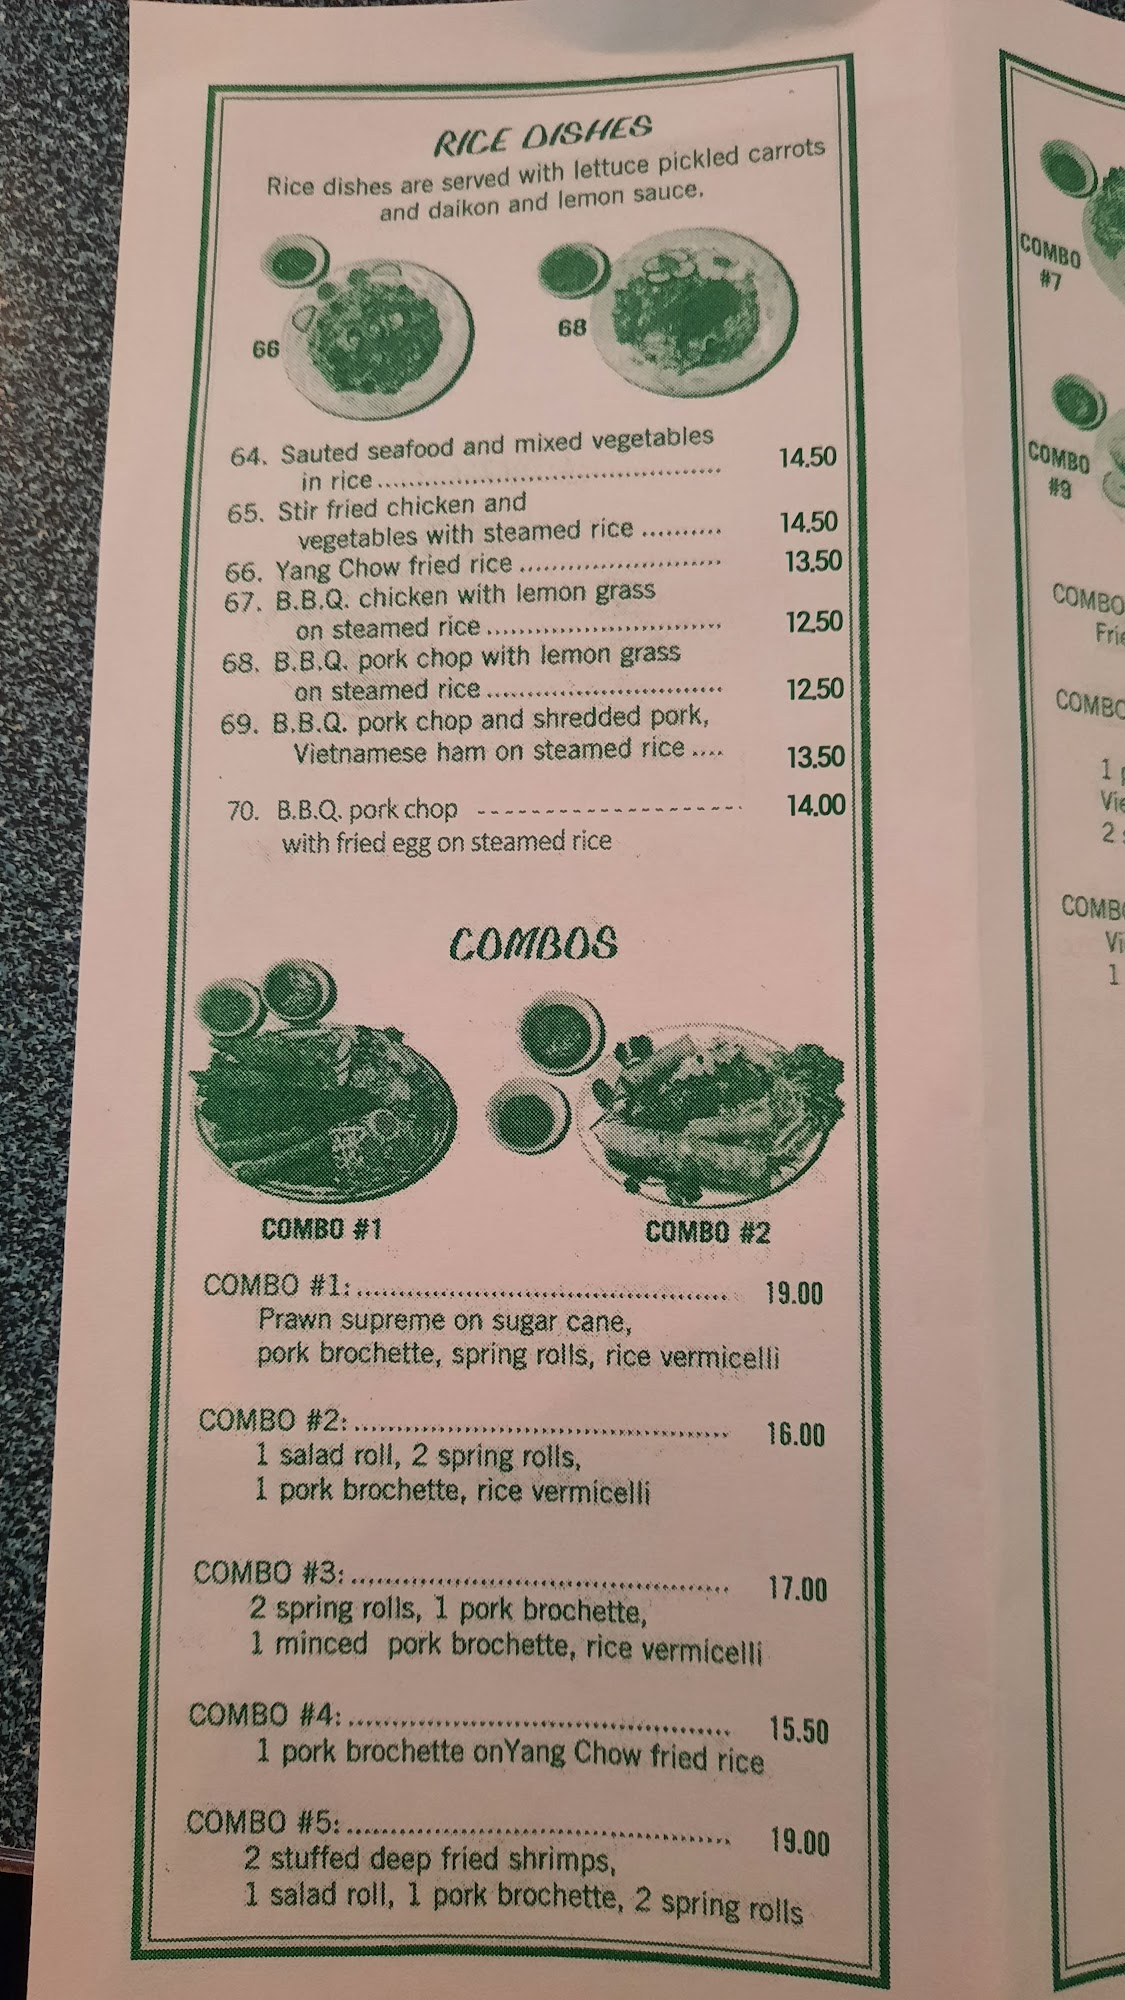 RICE DISHES
Rice dishes are served with lettuce pickled carrots
and daikon and lemon sauce.
66
68
64. Sauted seafood and mixed vegetables
in rice........................................ 14.50
65. Stir fried chicken and
vegetables with steamed rice .......... 14.50
66. Yang Chow fried rice ......................... 13.50
67. B.B.Q. chicken with lemon grass
on steamed rice ............................. 12.50
68. B.B.Q. pork chop with lemon grass
on steamed rice ............................. 12.50
69. B.B.Q. pork chop and shredded pork,
Vietnamese ham on steamed rice .... 13.50
70. B.B.Q. pork chop -------------------- 14.00
with fried egg on steamed rice
COMBOS
COMBO #1
COMBO #2
COMBO #1:.............................................. 19.00
Prawn supreme on sugar cane,
pork brochette, spring rolls, rice vermicelli
COMBO #2:.............................................. 16.00
1 salad roll, 2 spring rolls,
1 pork brochette, rice vermicelli
COMBO #3:.............................................. 17.00
2 spring rolls, 1 pork brochette,
1 minced pork brochette, rice vermicelli
COMBO #4:.............................................. 15.50
1 pork brochette onYang Chow fried rice
COMBO #5:.............................................. 19.00
2 stuffed deep fried shrimps,
1 salad roll, 1 pork brochette, 2 spring rolls
COMBO
#7
COMBO
#9
COMBO
COMBO
1
2
1